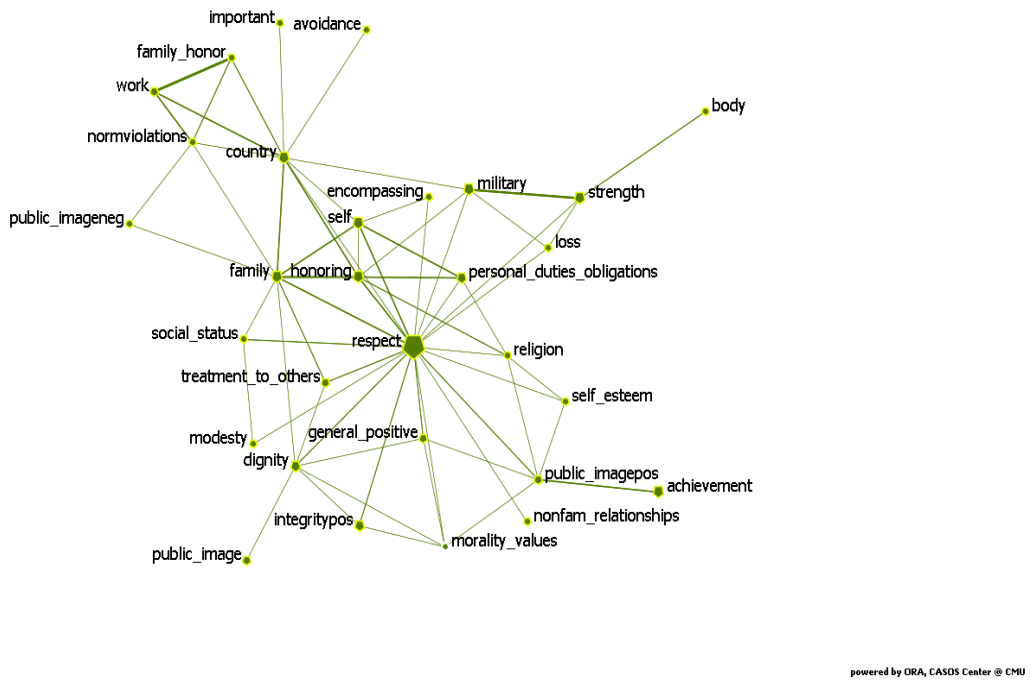 important
avoidance
family_honor
work
body
normviolations
country
military
encompassing
strength
self
public_imageneg
loss
family
honoring
personal_duties_obligations
social_status
respect
religion
treatment_to_others
self_esteem
modesty
general_positive
dignity
public_imagepos
achievement
integritypos
nonfam_relationships
morality_values
public_image
powered by ORA, CASOS Center @ CMU